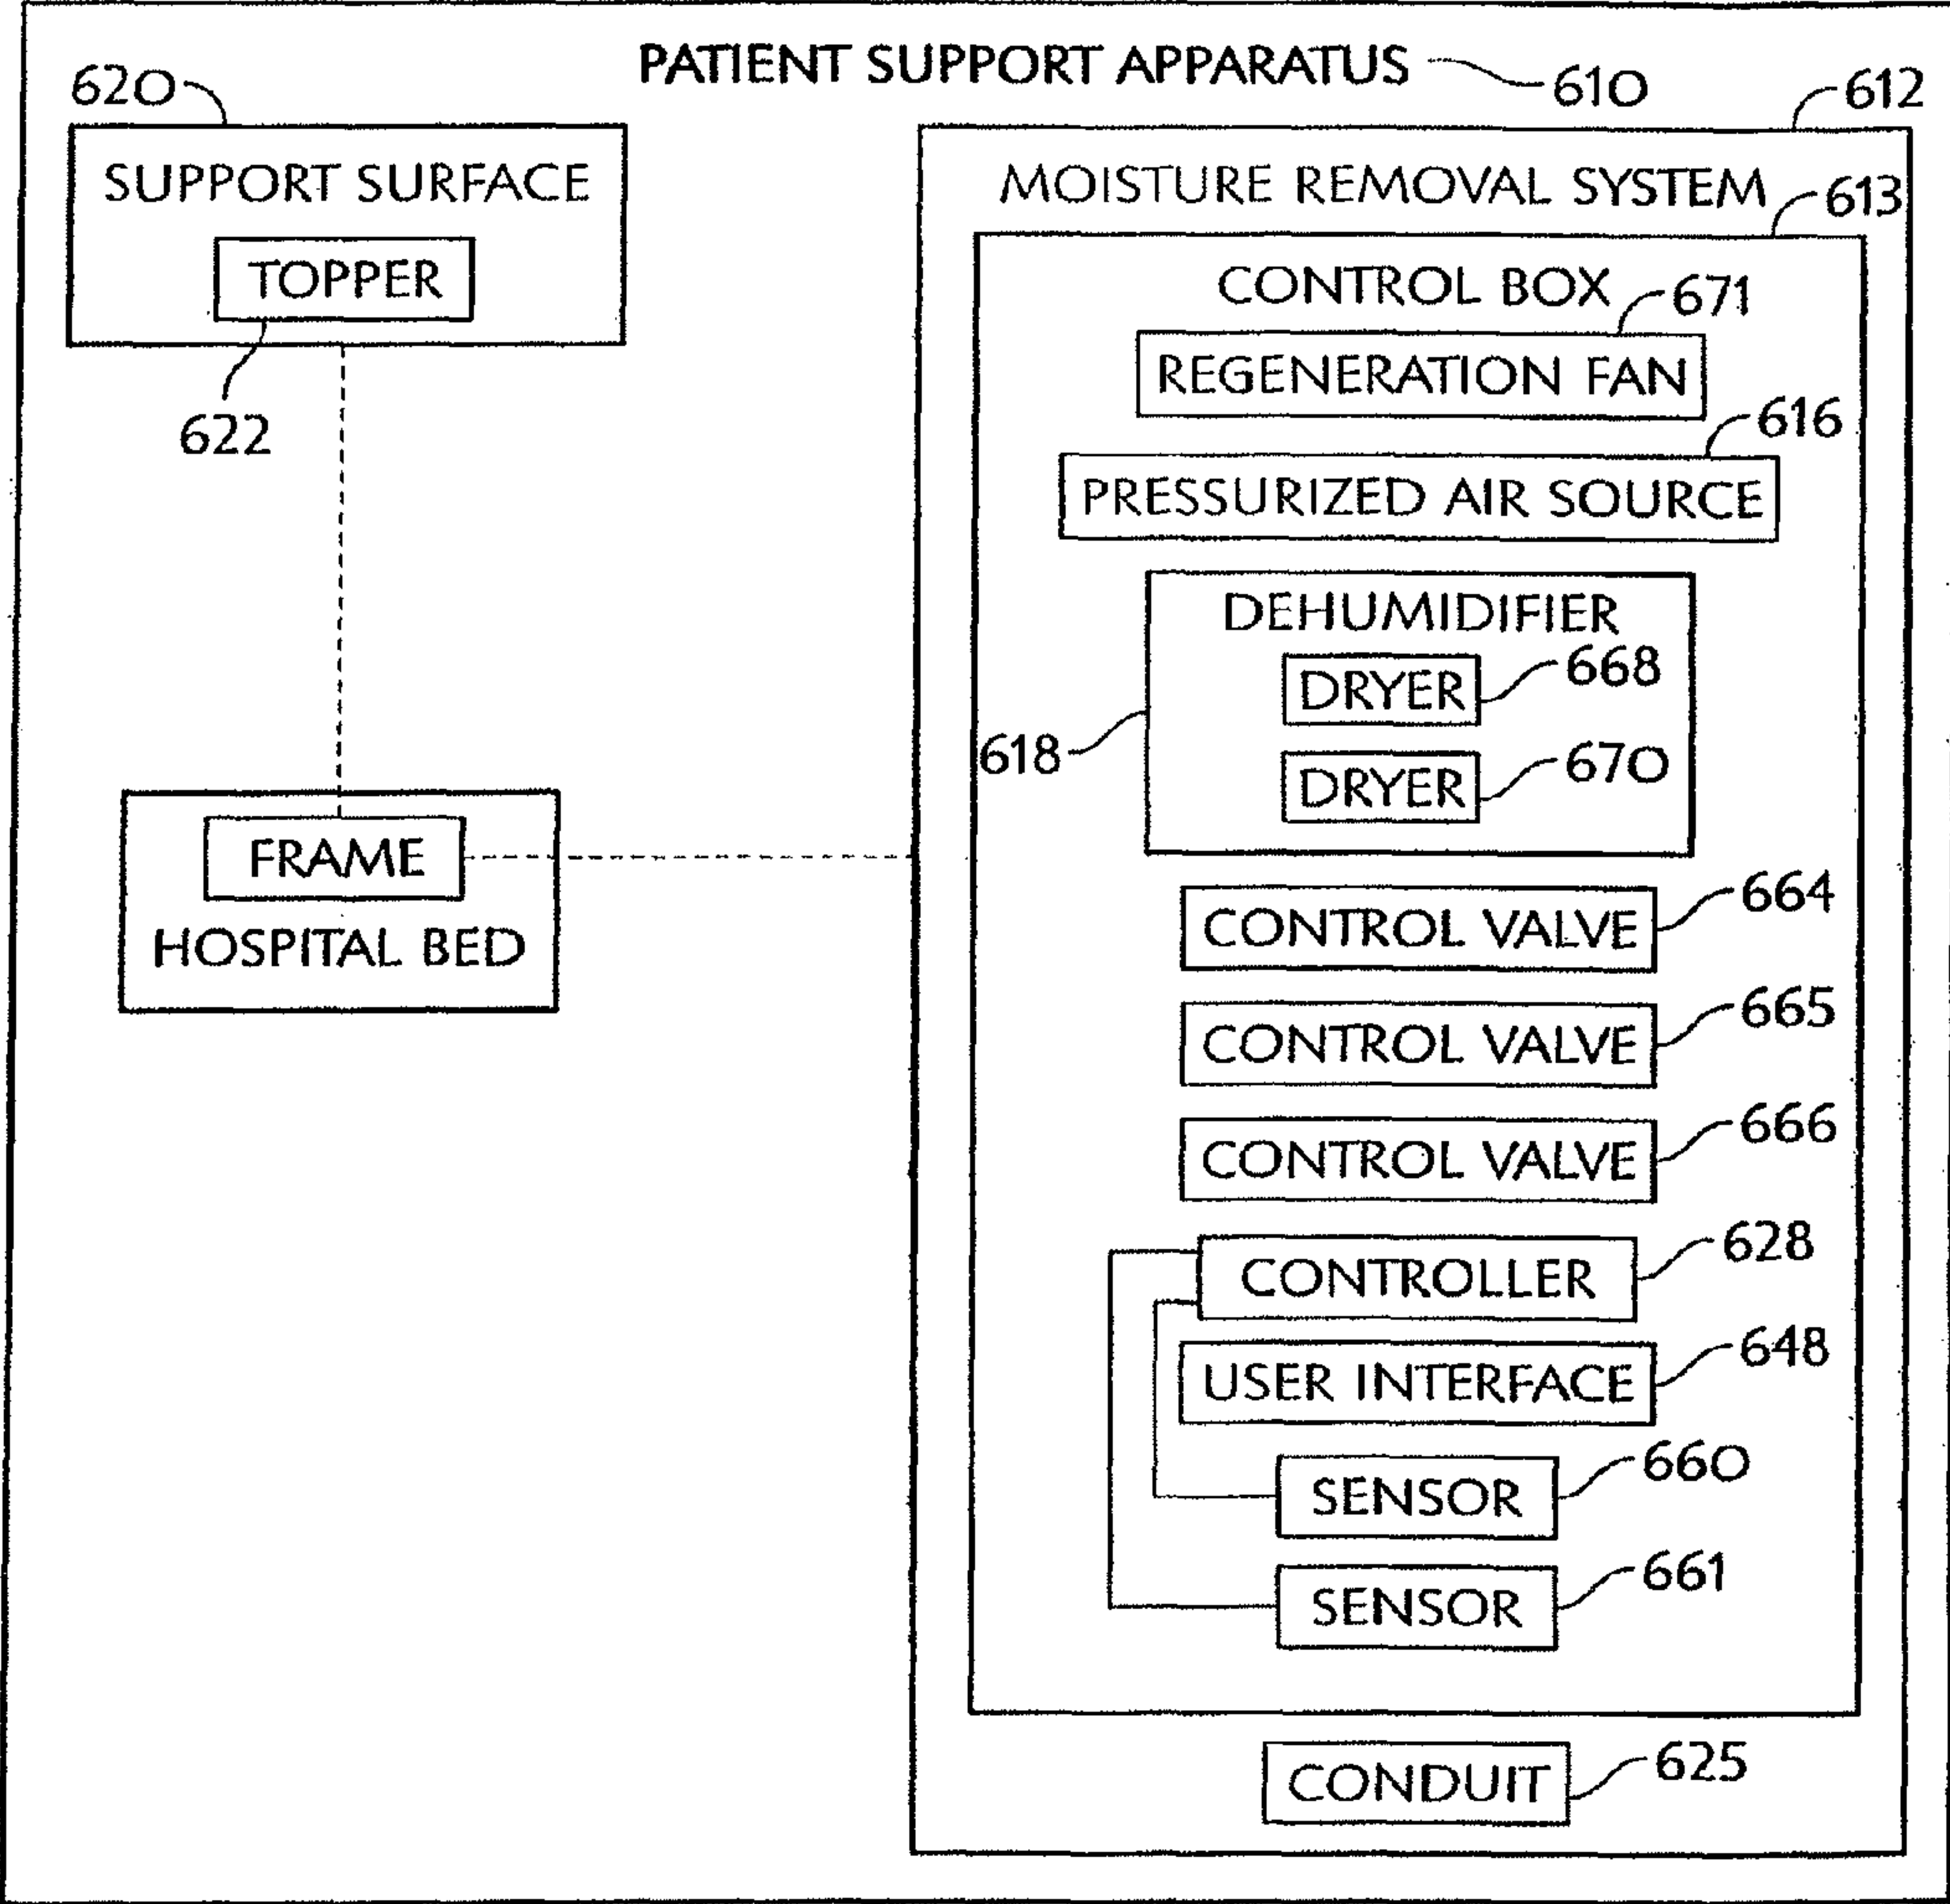 PATIENT SUPPORT APPARATUS 610
620
SUPPORT SURFACE
TOPPER
622
FRAME
HOSPITAL BED
612
MOISTURE REMOVAL SYSTEM
613
CONTROL BOX
671
REGENERATION FAN
616
PRESSURIZED AIR SOURCE
DEHUMIDIFIER
618
DRYER 668
DRYER 670
CONTROL VALVE 664
CONTROL VALVE 665
CONTROL VALVE 666
CONTROLLER 628
USER INTERFACE 648
SENSOR 660
SENSOR 661
CONDUIT 625